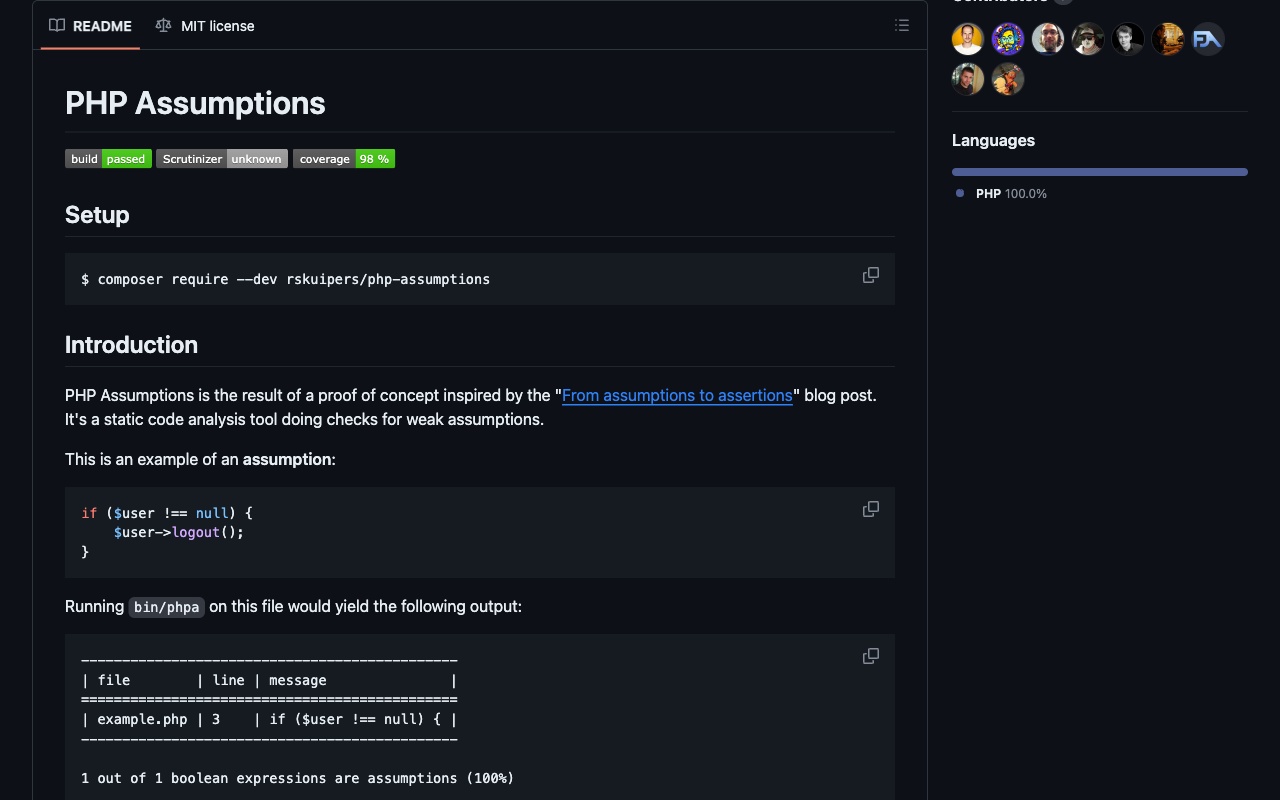 README
MIT license
PHP Assumptions
build passed Scrutinizer unknown coverage 98 %
Setup
$ composer require --dev rskuipers/php-assumptions
Introduction
PHP Assumptions is the result of a proof of concept inspired by the "From assumptions to assertions" blog post.
It's a static code analysis tool doing checks for weak assumptions.
This is an example of an assumption:
if ($user !== null) {
    $user->logout();
}
Running bin/phpa on this file would yield the following output:
----------------------------------------------
| file        | line | message               |
==============================================
| example.php | 3    | if ($user !== null) { |
----------------------------------------------
1 out of 1 boolean expressions are assumptions (100%)
Languages
PHP 100.0%